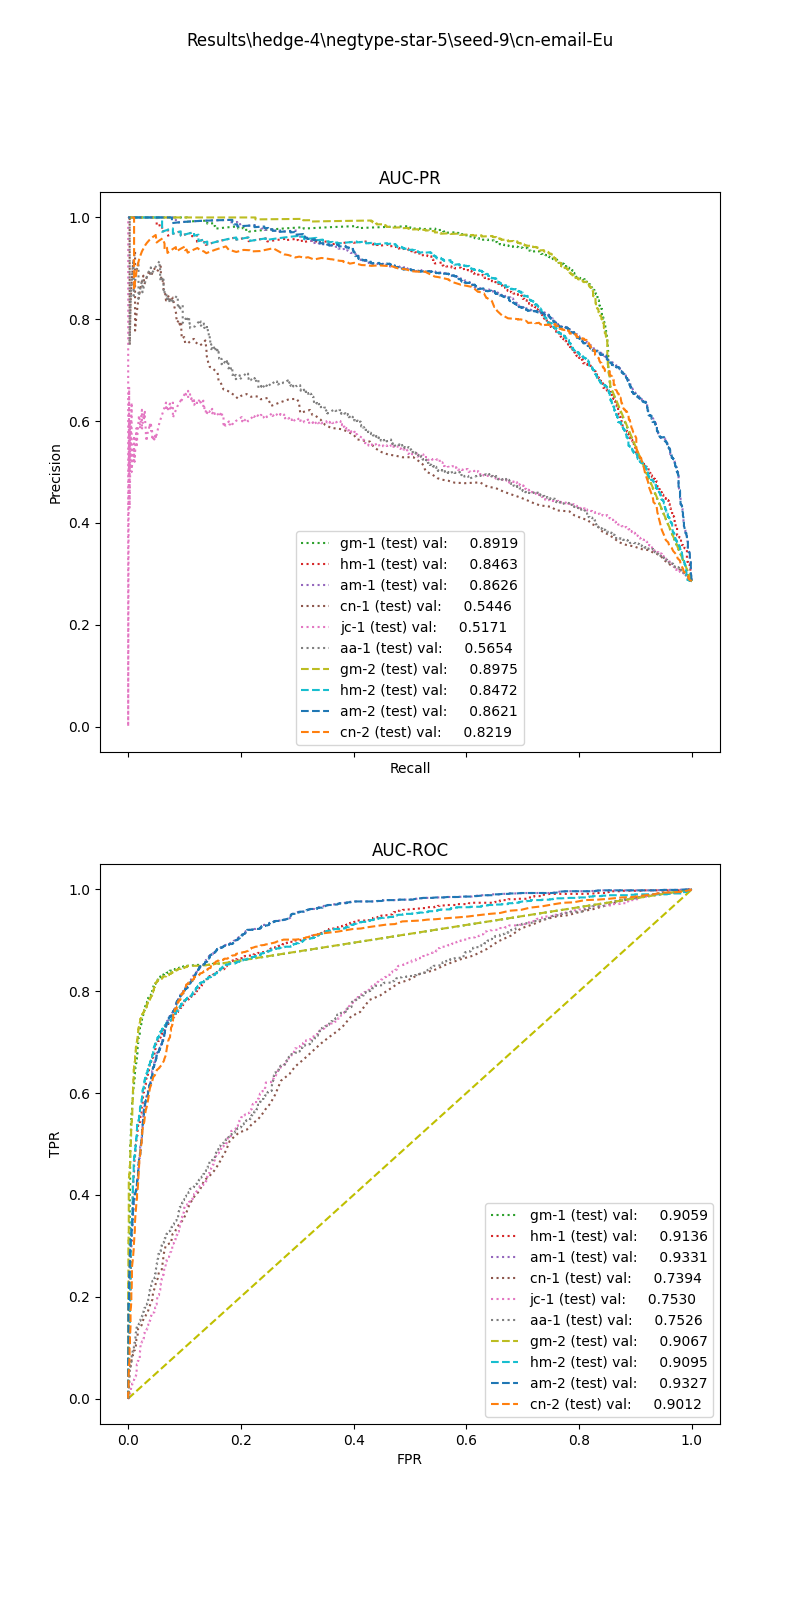 Results\hedge-4\negtype-star-5\seed-9\cn-email-Eu
AUC-PR
1.0
0.8
0.6
0.4
0.2
0.0
Precision
gm-1 (test) val: 0.8919
hm-1 (test) val: 0.8463
am-1 (test) val: 0.8626
cn-1 (test) val: 0.5446
jc-1 (test) val: 0.5171
aa-1 (test) val: 0.5654
gm-2 (test) val: 0.8975
hm-2 (test) val: 0.8472
am-2 (test) val: 0.8621
cn-2 (test) val: 0.8219
Recall
AUC-ROC
1.0
0.8
0.6
0.4
0.2
0.0
TPR
gm-1 (test) val: 0.9059
hm-1 (test) val: 0.9136
am-1 (test) val: 0.9331
cn-1 (test) val: 0.7394
jc-1 (test) val: 0.7530
aa-1 (test) val: 0.7526
gm-2 (test) val: 0.9067
hm-2 (test) val: 0.9095
am-2 (test) val: 0.9327
cn-2 (test) val: 0.9012
0.0 0.2 0.4 0.6 0.8 1.0
FPR